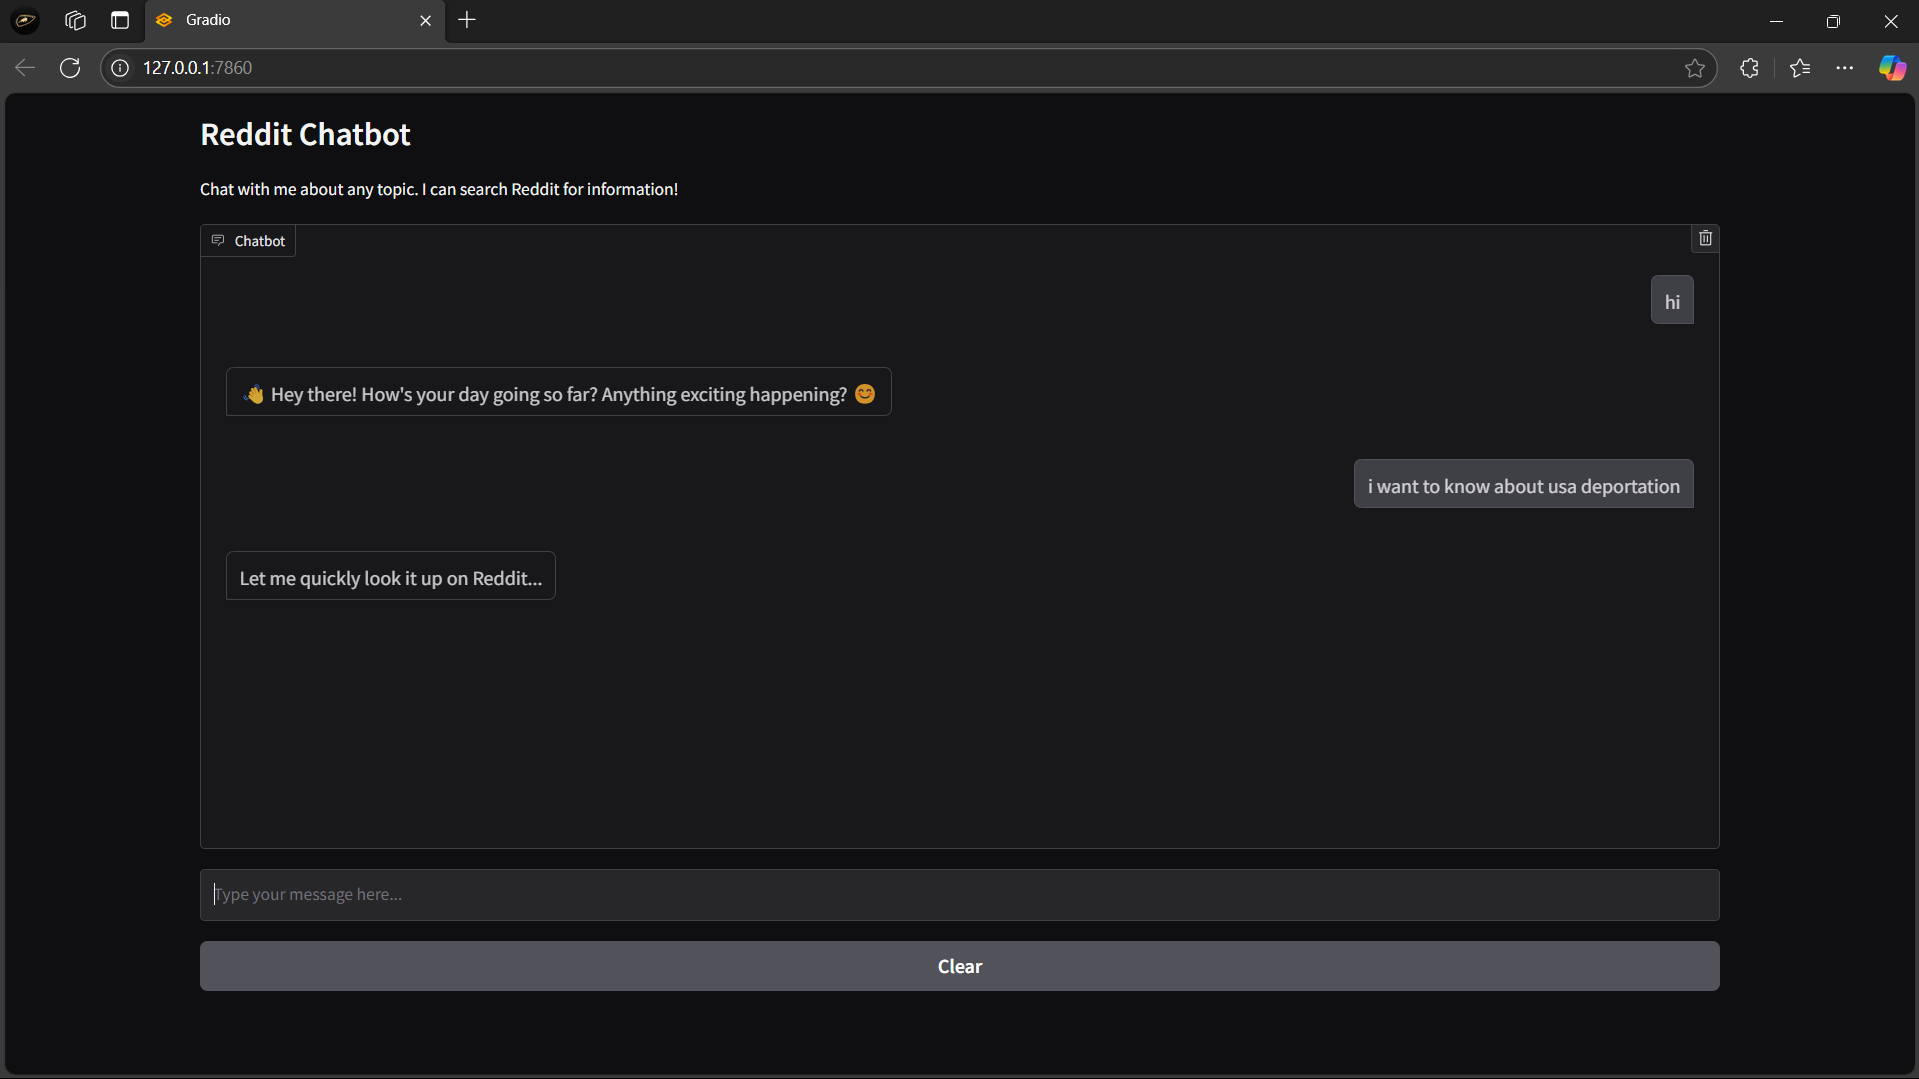 Gradio
127.0.0.1:7860
Reddit Chatbot
Chat with me about any topic. I can search Reddit for information!
Chatbot
hi
👋 Hey there! How's your day going so far? Anything exciting happening? 😊
i want to know about usa deportation
Let me quickly look it up on Reddit...
Type your message here...
Clear